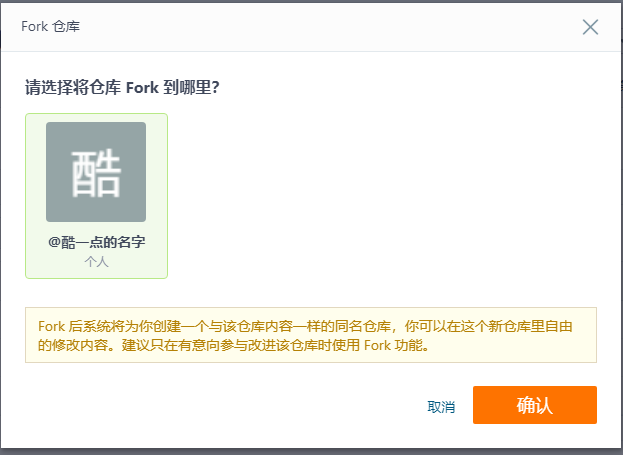 Fork 仓库
请选择将仓库 Fork 到哪里?
酷
@酷一点的名字
个人
Fork 后系统将为你创建一个与该仓库内容一样的同名仓库，你可以在这个新仓库里自由
的修改内容。建议只在有意向参与改进该仓库时使用 Fork 功能。
取消
确认